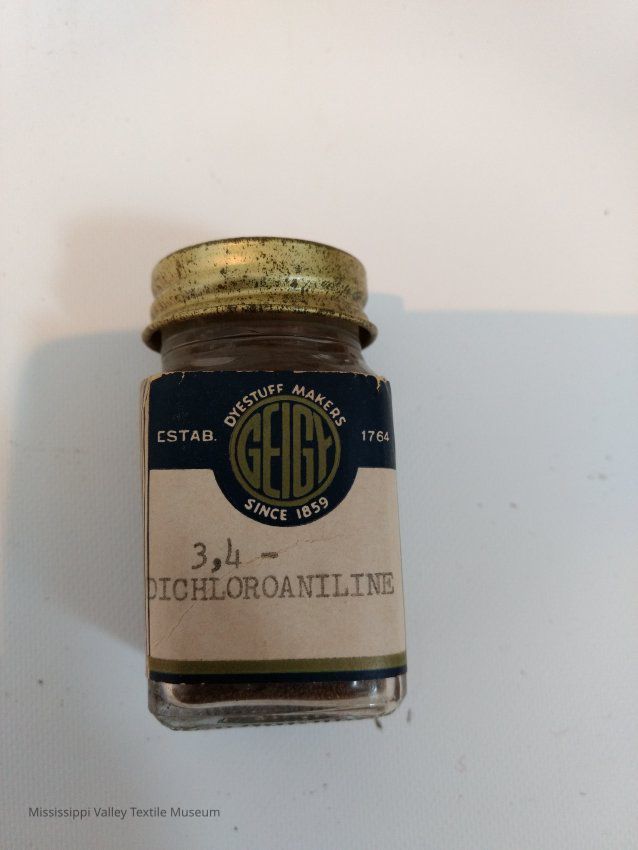 DYESTUFF MAKERS
ESTAB. GEIGY 1764
SINCE 1859
3,4 -
DICHLOROANILINE
Mississippi Valley Textile Museum